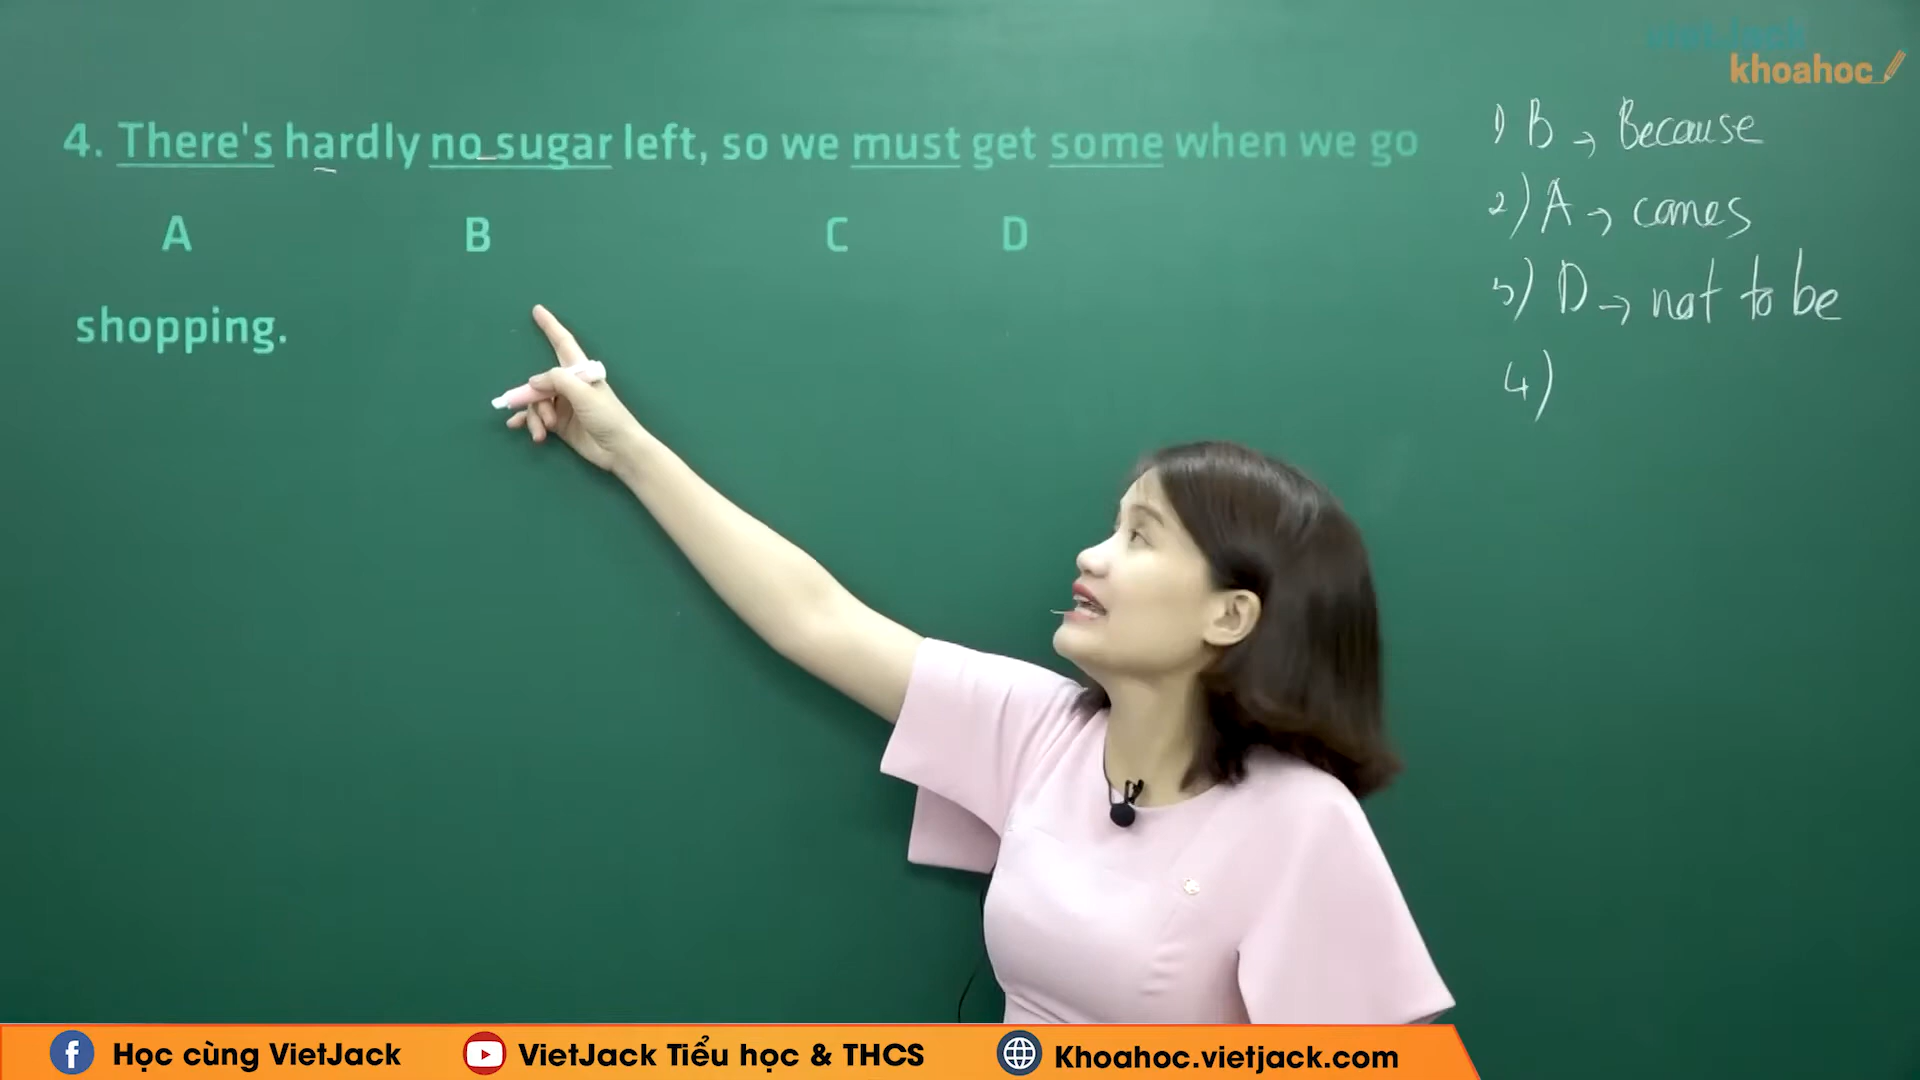 vietJack
khoahoc
4. There's hardly no sugar left, so we must get some when we go
A B C D
shopping.
1) B → Because
2) A → comes
3) D → not to be
4)
Học cùng VietJack
VietJack Tiểu học & THCS
Khoahoc.vietjack.com